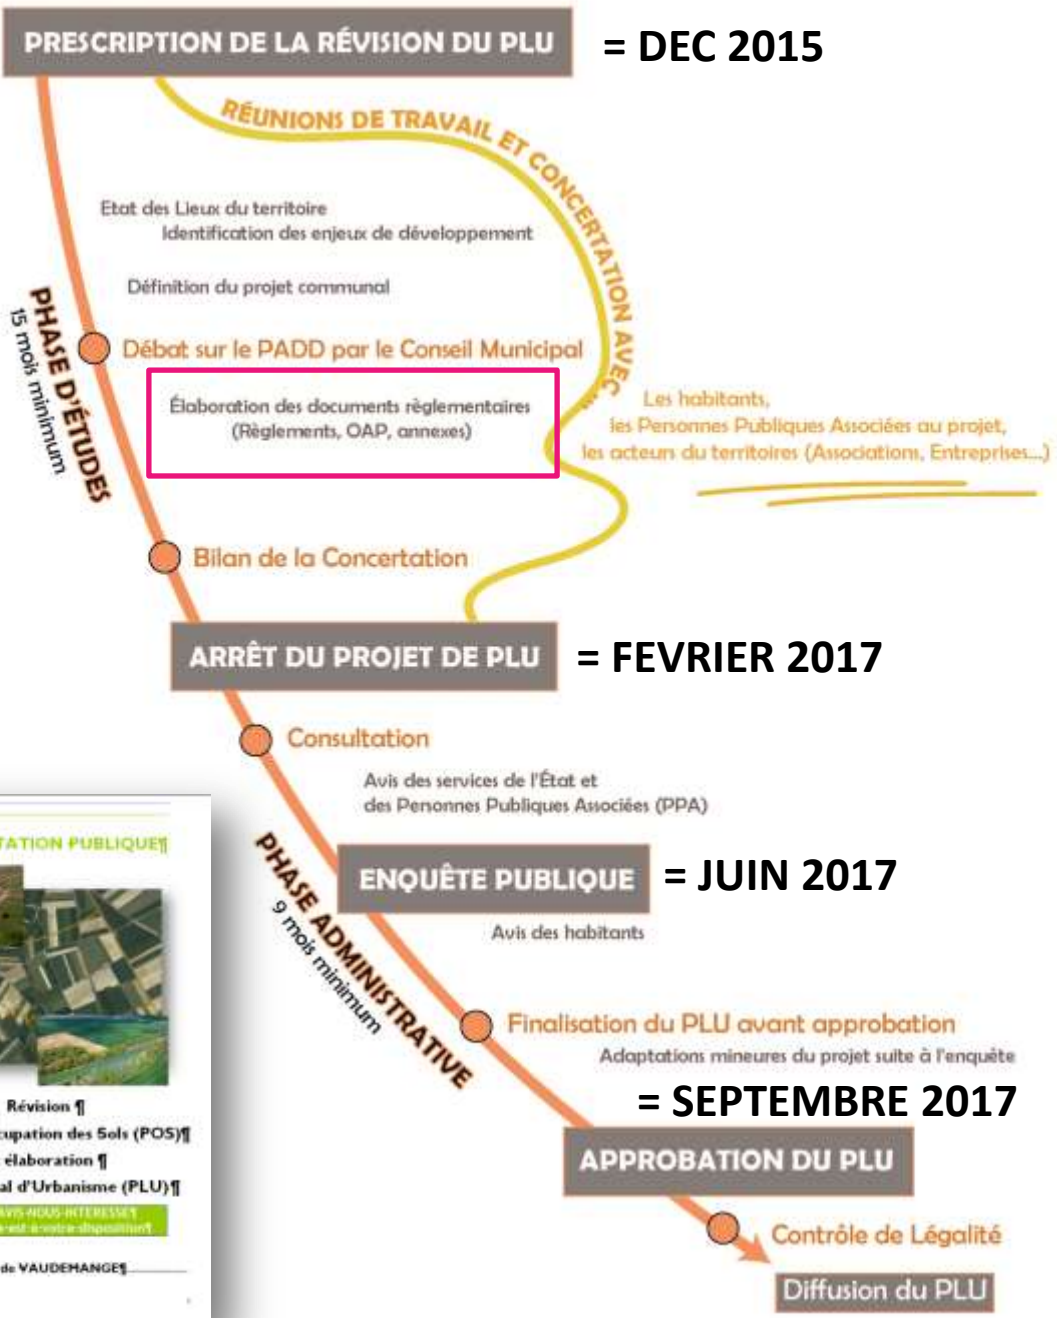 PRESCRIPTION DE LA RÉVISION DU PLU
= DEC 2015
RÉUNIONS DE TRAVAIL ET CONCERTATION AVEC ...
Etat des Lieux du territoire
Identification des enjeux de développement
Définition du projet communal
PHASE D'ÉTUDES
15 mois minimum
Débat sur le PADD par le Conseil Municipal
Élaboration des documents règlementaires
(Règlements, OAP, annexes)
Les habitants,
les Personnes Publiques Associées au projet,
les acteurs du territoires (Associations, Entreprises...)
Bilan de la Concertation
ARRÊT DU PROJET DE PLU
= FEVRIER 2017
Consultation
Avis des services de l'État et
des Personnes Publiques Associées (PPA)
PHASE ADMINISTRATIVE
9 mois minimum
ENQUÊTE PUBLIQUE
= JUIN 2017
Avis des habitants
Finalisation du PLU avant approbation
Adaptations mineures du projet suite à l'enquête
= SEPTEMBRE 2017
APPROBATION DU PLU
Contrôle de Légalité
Diffusion du PLU
TATION PUBLIQUE¶
Révision ¶
cupation des Sols (POS)¶
élaboration ¶
al d'Urbanisme (PLU)¶
AVIS·NOUS·INTERESSE¶
est·à·votre·disposition¶
de VAUDEMANGE¶